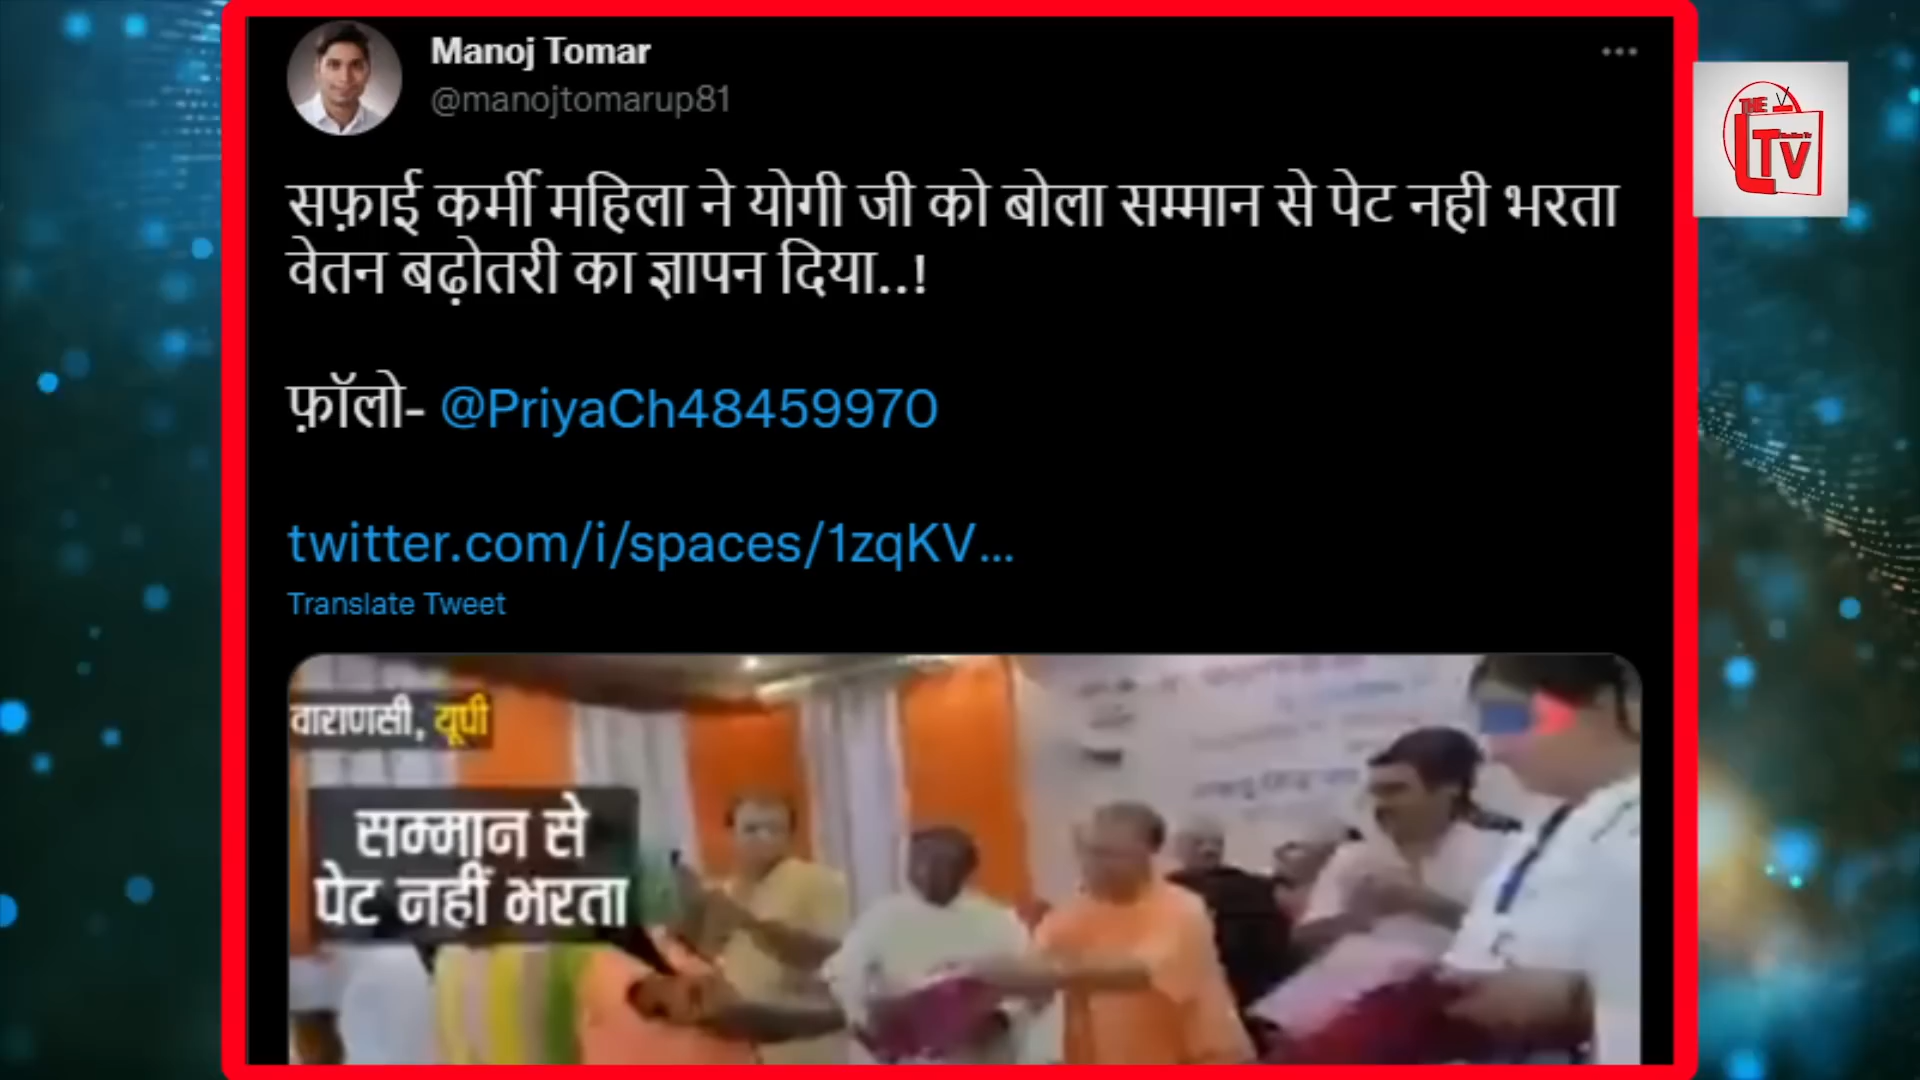 Manoj Tomar
@manojtomarup81
सफ़ाई कर्मी महिला ने योगी जी को बोला सम्मान से पेट नही भरता
वेतन बढ़ोतरी का ज्ञापन दिया..!
फ़ॉलो- @PriyaCh48459970
twitter.com/i/spaces/1zqKV...
Translate Tweet
वाराणसी, यूपी
सम्मान से
पेट नहीं भरता
THE
TV